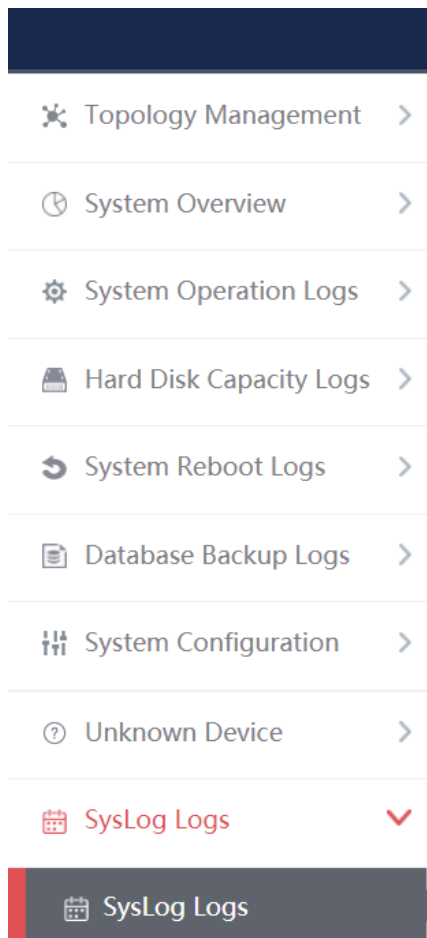 Topology Management
System Overview
System Operation Logs
Hard Disk Capacity Logs
System Reboot Logs
Database Backup Logs
System Configuration
Unknown Device
SysLog Logs
SysLog Logs